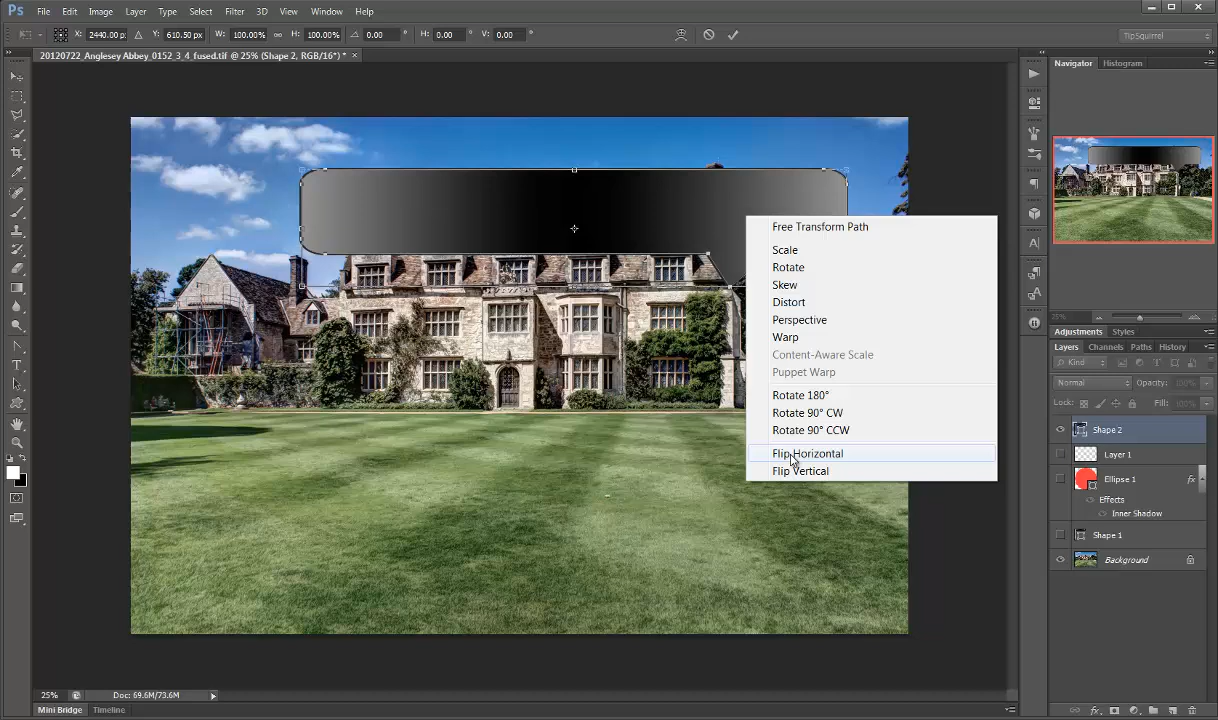 Ps File Edit Image Layer Type Select Filter 3D View Window Help
X: 2440.00 px Y: 610.50 px W: 100.00% H: 100.00% 0.00 ° H: 0.00 ° V: 0.00 ° TipSquirrel
20120722_Anglesey Abbey_0152_3_4_fused.tif @ 25% (Shape 2, RGB/16*) * ×
Navigator Histogram
25%
Free Transform Path
Scale
Rotate
Skew
Distort
Perspective
Warp
Content-Aware Scale
Puppet Warp
Rotate 180°
Rotate 90° CW
Rotate 90° CCW
Flip Horizontal
Flip Vertical
Adjustments Styles
Layers Channels Paths History
Kind
Normal Opacity:
Lock: Fill:
Shape 2
Layer 1
Ellipse 1 fx
Effects
Inner Shadow
Shape 1
Background
25% Doc: 69.6M/73.6M
Mini Bridge Timeline